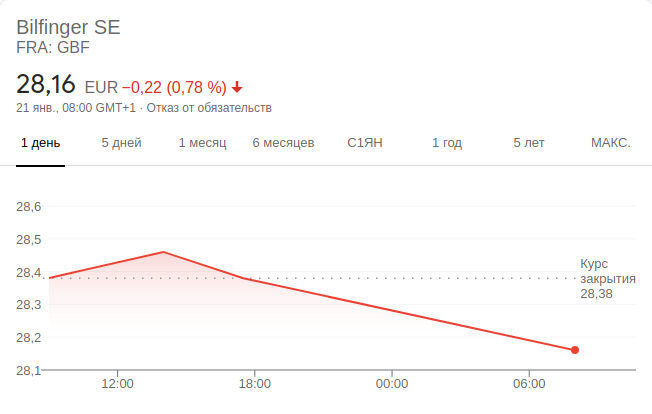 Bilfinger SE
FRA: GBF
28,16 EUR −0,22 (0,78 %)
21 янв., 08:00 GMT+1 · Отказ от обязательств
1 день 5 дней 1 месяц 6 месяцев С1ЯН 1 год 5 лет МАКС.
28,6
28,5
28,4
28,3
28,2
28,1
Курс
закрытия
28,38
12:00 18:00 00:00 06:00